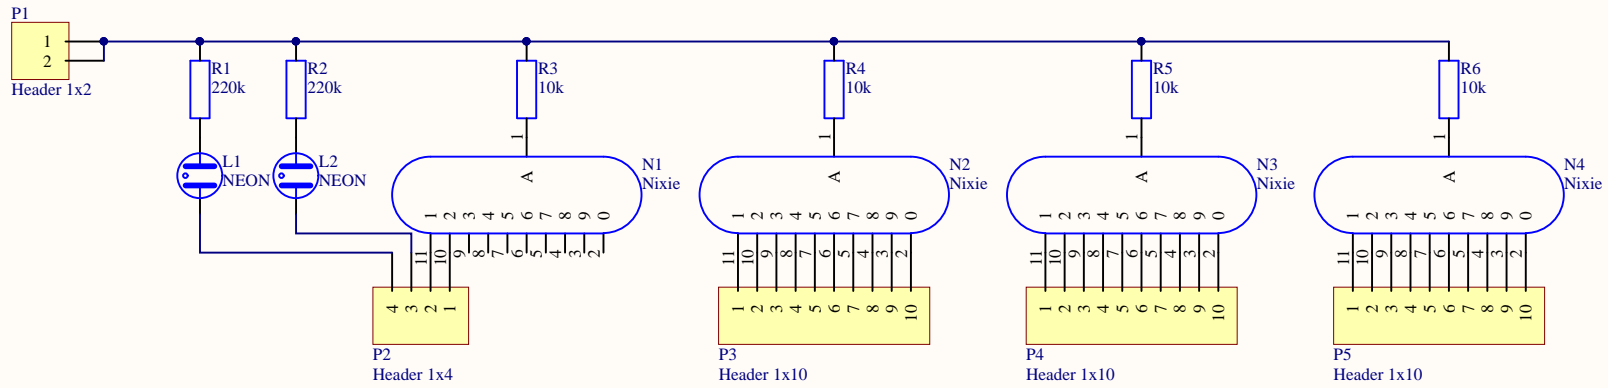 P1
1
2
Header 1x2
R1
220k
R2
220k
R3
10k
R4
10k
R5
10k
R6
10k
1
1
1
1
L1
NEON
L2
NEON
N1
Nixie
N2
Nixie
N3
Nixie
N4
Nixie
A
A
A
A
1 2 3 4 5 6 7 8 9 0
1 2 3 4 5 6 7 8 9 0
1 2 3 4 5 6 7 8 9 0
1 2 3 4 5 6 7 8 9 0
11 10 9 8 7 6 5 4 3 2
11 10 9 8 7 6 5 4 3 2
11 10 9 8 7 6 5 4 3 2
11 10 9 8 7 6 5 4 3 2
4 3 2 1
1 2 3 4 5 6 7 8 9 10
1 2 3 4 5 6 7 8 9 10
1 2 3 4 5 6 7 8 9 10
P2
Header 1x4
P3
Header 1x10
P4
Header 1x10
P5
Header 1x10